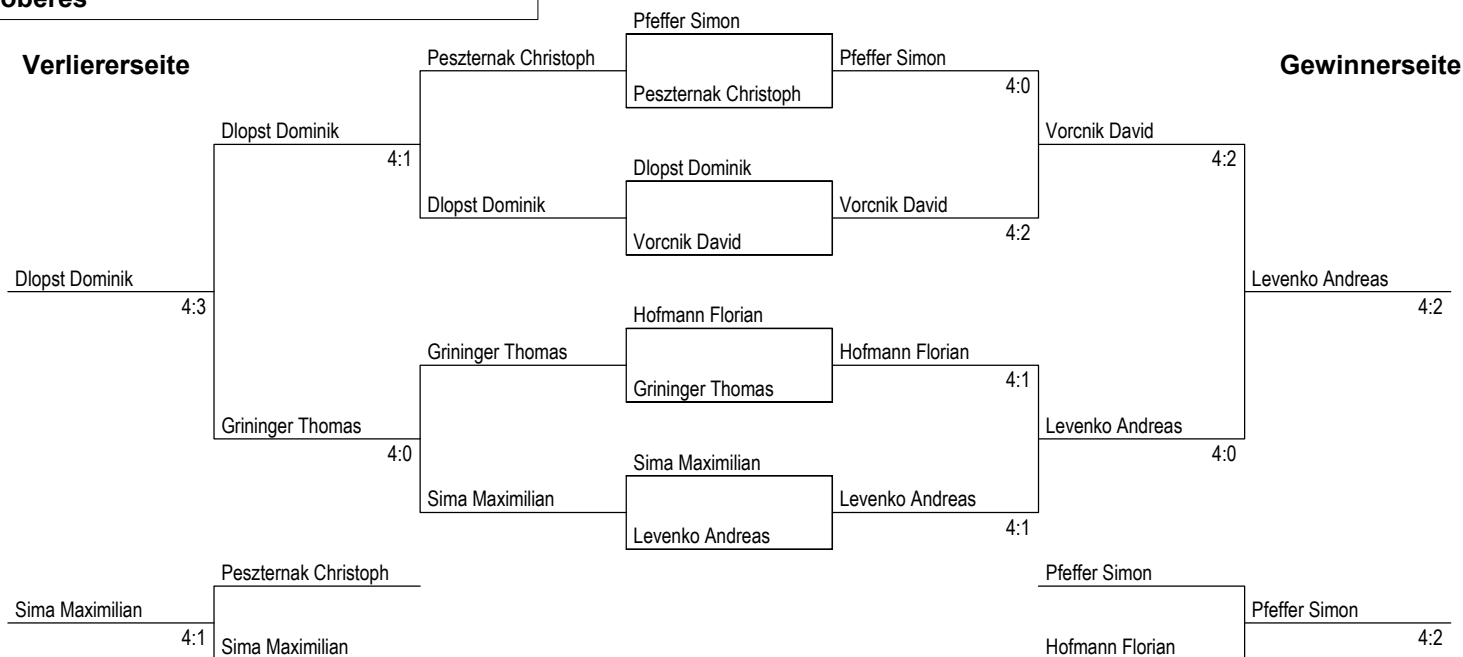 oberes
Verliererseite
Gewinnerseite
Pfeffer Simon
Peszternak Christoph
Pfeffer Simon
Peszternak Christoph
4:0
Dlopst Dominik
Vorcnik David
4:1
4:2
Dlopst Dominik
Dlopst Dominik
Vorcnik David
Vorcnik David
4:2
Dlopst Dominik
Levenko Andreas
4:3
4:2
Hofmann Florian
Grininger Thomas
Hofmann Florian
Grininger Thomas
4:1
Grininger Thomas
Levenko Andreas
4:0
4:0
Sima Maximilian
Sima Maximilian
Levenko Andreas
Levenko Andreas
4:1
Peszternak Christoph
Pfeffer Simon
Sima Maximilian
Pfeffer Simon
4:1
4:2
Sima Maximilian
Hofmann Florian